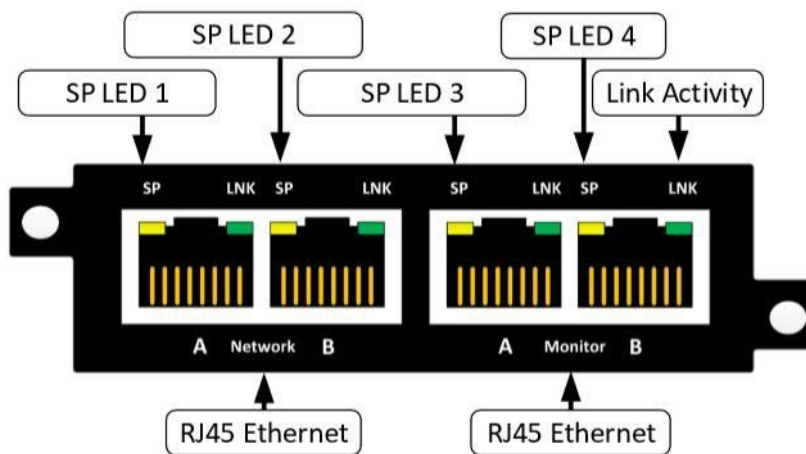 SP LED 2
SP LED 4
SP LED 1
SP LED 3
Link Activity
SP LNK SP LNK SP LNK SP LNK
A Network B A Monitor B
RJ45 Ethernet
RJ45 Ethernet